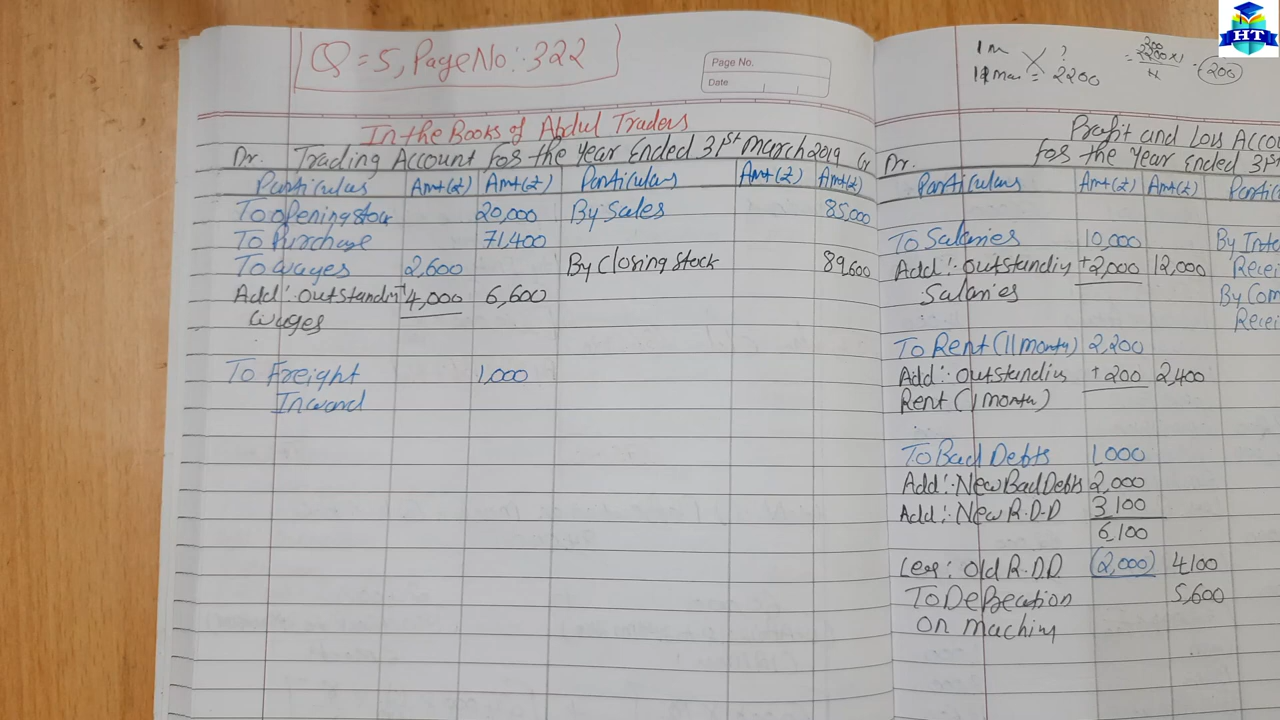 Q=5, Page No:-322
Page No.
Date
In the Books of Abdul Traders
Dr. Trading Account for the Year Ended 31st March 2019 Cr
Particulars Amt(₹) Amt(₹) Particulars Amt(₹) Amt(₹)
To opening stock 20,000 By Sales 85,000
To Purchase 71,400
To wages 2,600 By Closing Stock 89,600
Add:- outstanding +4,000 6,600
wages
To Freight 1,000
Inward
1 m ?
11 mon = 2200
(200)
HT
Profit and Loss Accou
for the Year Ended 31st
Dr.
Particulars Amt(₹) Amt(₹) Partic
To Salaries 10,000 By Inte
Add:- outstanding +2,000 12,000 Recei
Salaries By Com
Recei
To Rent (11 month) 2,200
Add:- outstanding +200 2,400
Rent (1 month)
To Bad Debts 1,000
Add:- New Bad Debts 2,000
Add:- New R.D.D 3,100
6,100
Less: old R.D.D. (2,000) 4100
To Depreciation 5,600
on machinery